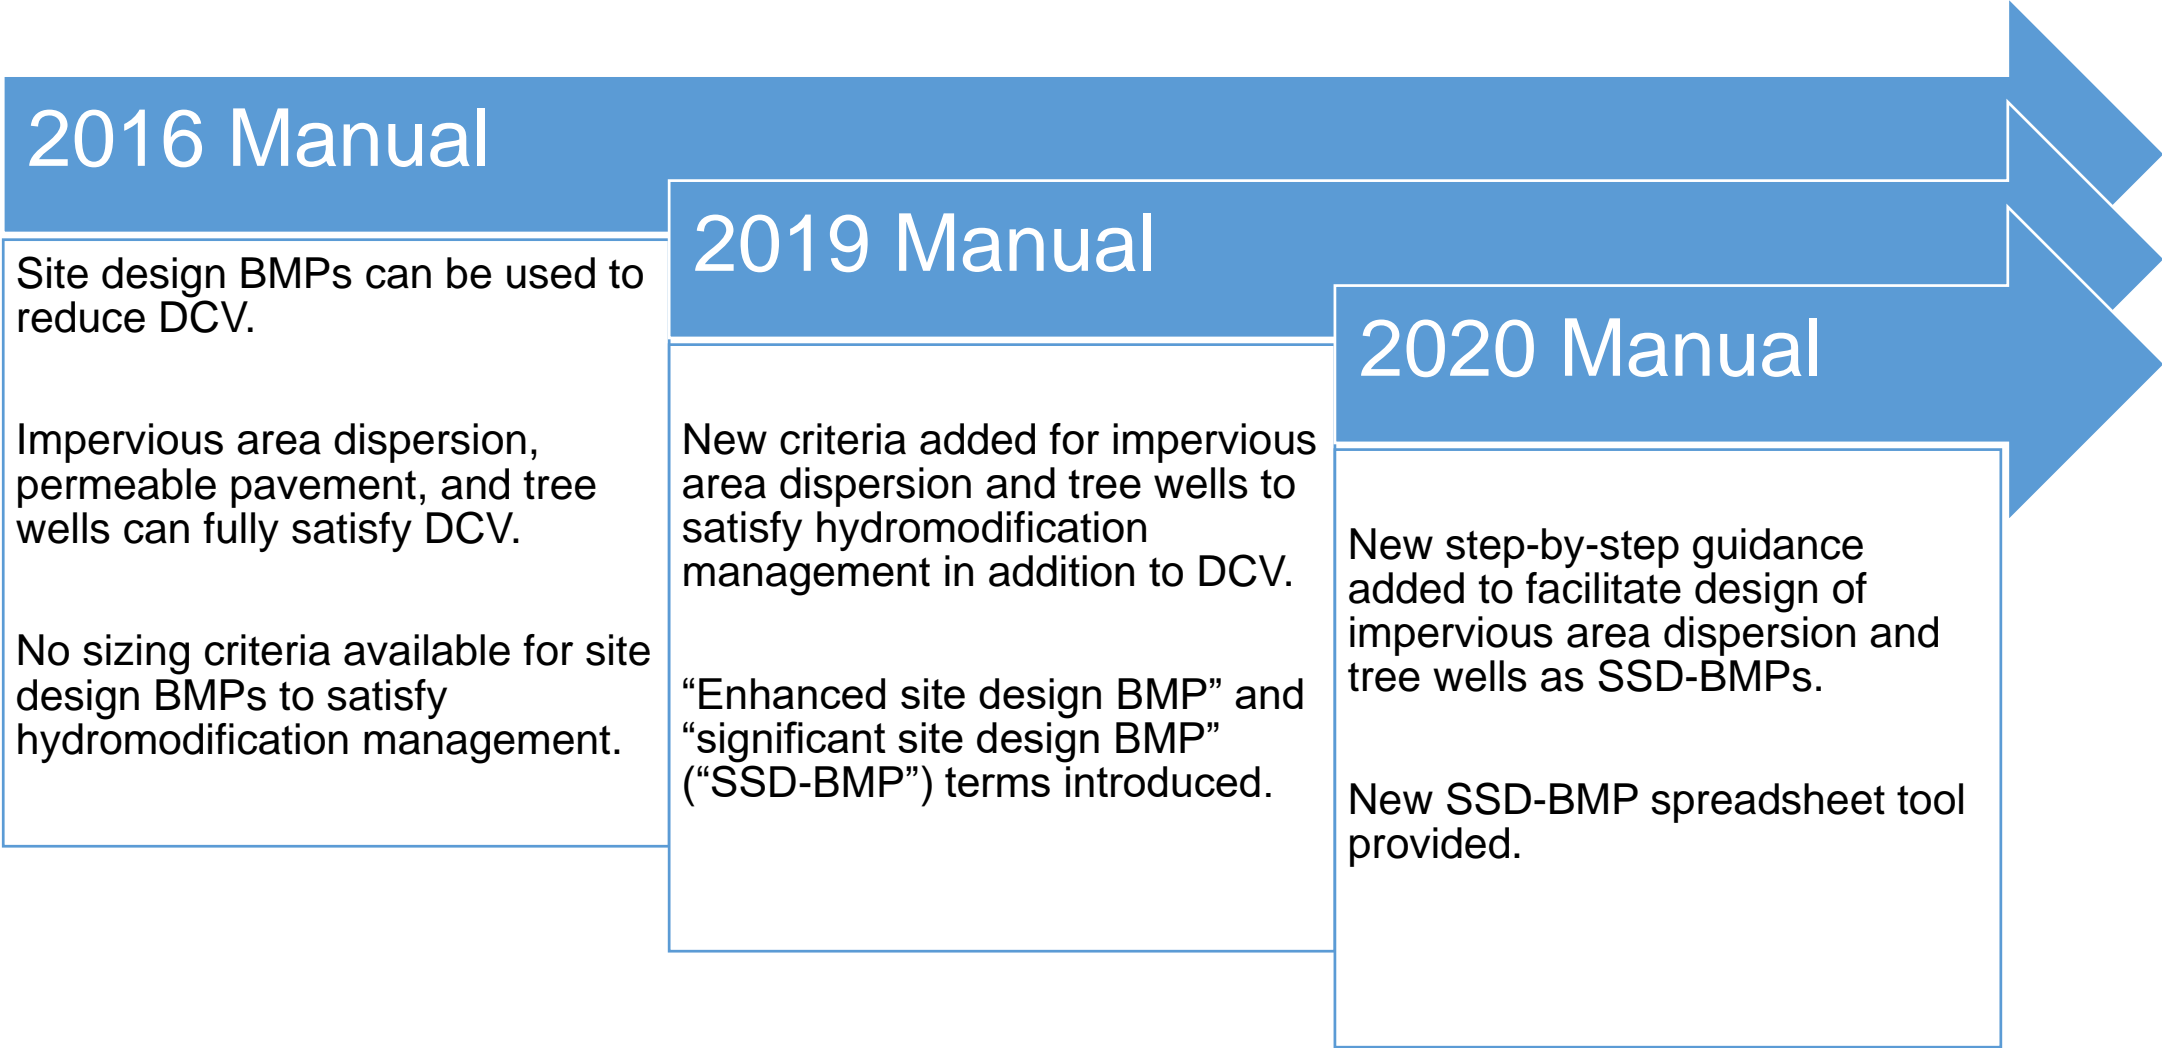 2016 Manual
Site design BMPs can be used to
reduce DCV.
Impervious area dispersion,
permeable pavement, and tree
wells can fully satisfy DCV.
No sizing criteria available for site
design BMPs to satisfy
hydromodification management.
2019 Manual
New criteria added for impervious
area dispersion and tree wells to
satisfy hydromodification
management in addition to DCV.
“Enhanced site design BMP” and
“significant site design BMP”
(“SSD-BMP”) terms introduced.
2020 Manual
New step-by-step guidance
added to facilitate design of
impervious area dispersion and
tree wells as SSD-BMPs.
New SSD-BMP spreadsheet tool
provided.